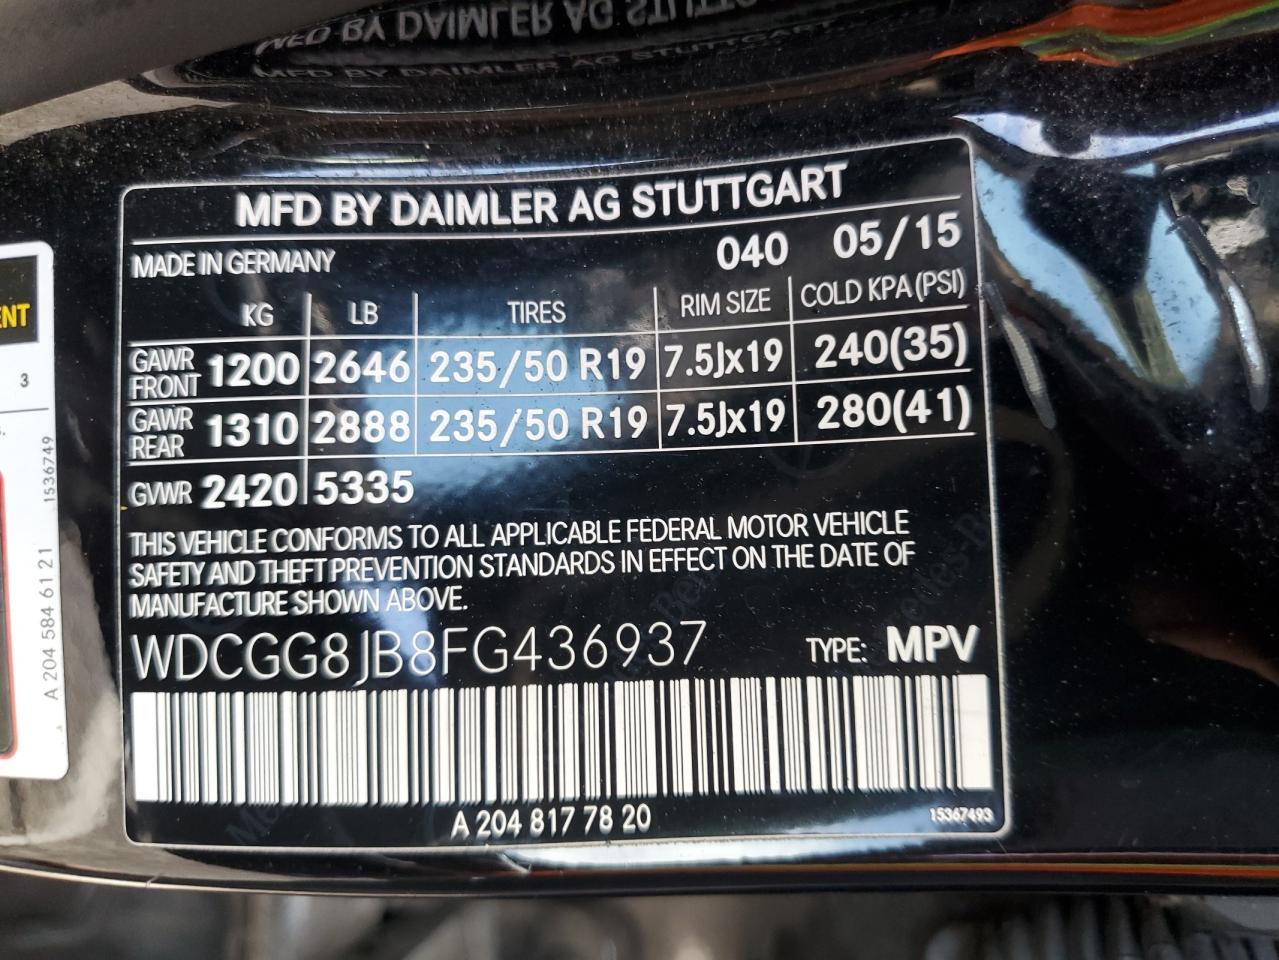 MFD BY DAIMLER AG STUTTGART
MADE IN GERMANY 040 05/15
KG LB TIRES RIM SIZE COLD KPA (PSI)
GAWR FRONT 1200 2646 235/50 R19 7.5Jx19 240(35)
GAWR REAR 1310 2888 235/50 R19 7.5Jx19 280(41)
GVWR 2420 5335
THIS VEHICLE CONFORMS TO ALL APPLICABLE FEDERAL MOTOR VEHICLE
SAFETY AND THEFT PREVENTION STANDARDS IN EFFECT ON THE DATE OF
MANUFACTURE SHOWN ABOVE.
WDCGG8JB8FG436937 TYPE: MPV
A 204 817 78 20 15367493
3
A 204 584 61 21 1536749